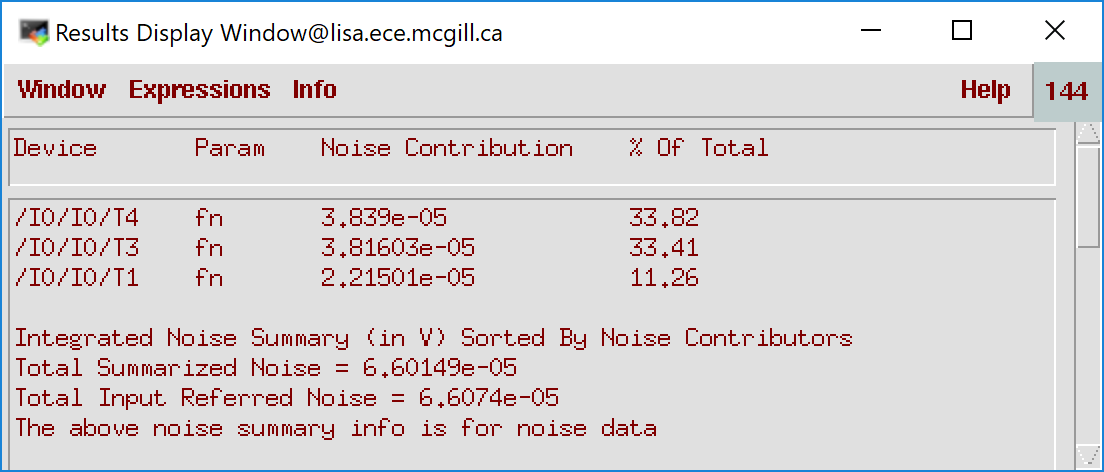 Results Display Window@lisa.ece.mcgill.ca
Window Expressions Info Help 144
Device Param Noise Contribution % Of Total
/I0/I0/T4 fn 3.839e-05 33.82
/I0/I0/T3 fn 3.81603e-05 33.41
/I0/I0/T1 fn 2.21501e-05 11.26
Integrated Noise Summary (in V) Sorted By Noise Contributors
Total Summarized Noise = 6.60149e-05
Total Input Referred Noise = 6.6074e-05
The above noise summary info is for noise data